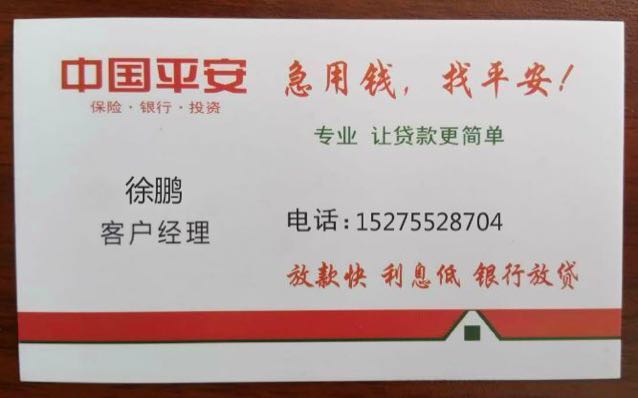 中国平安
保险·银行·投资
急用钱，找平安！
专业 让贷款更简单
徐鹏
客户经理
电话：15275528704
放款快 利息低 银行放贷